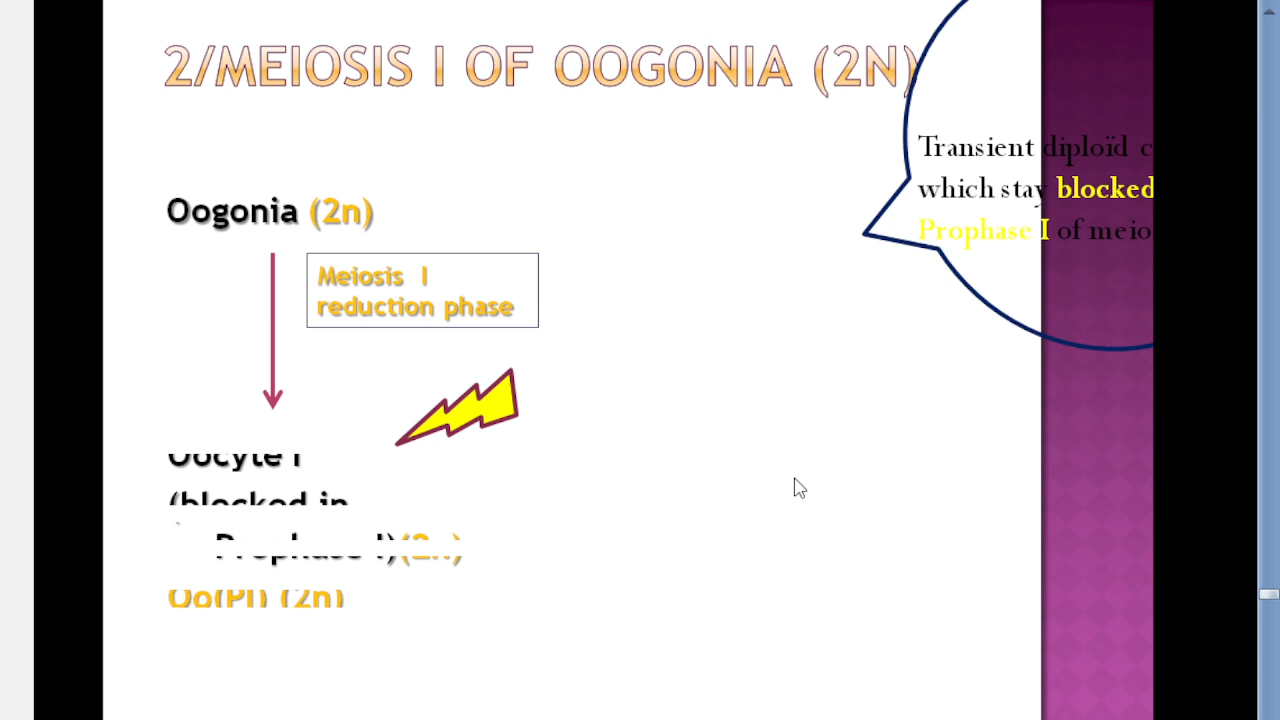 2/MEIOSIS I OF OOGONIA (2N)
Transient diploïd
which stay blocked
Prophase I of
Oogonia (2n)
Meiosis I
reduction phase
Oocyte I
(blocked in
Prophase I)(2n)
Oo(PI) (2n)